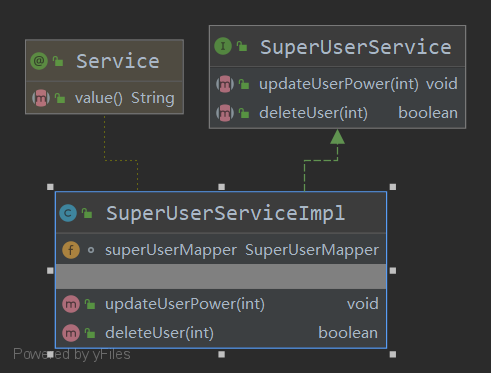 Service
value() String
SuperUserService
updateUserPower(int) void
deleteUser(int) boolean
SuperUserServiceImpl
superUserMapper SuperUserMapper
updateUserPower(int) void
deleteUser(int) boolean
Powered by yFiles